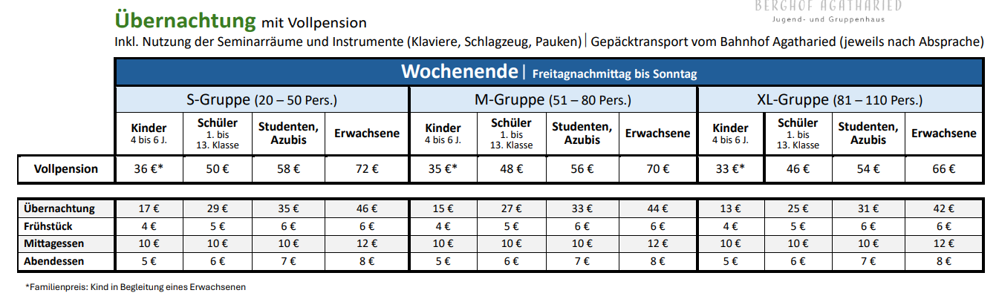 BERGHOF AGATHARIED
Jugend- und Gruppenhaus
Übernachtung mit Vollpension
Inkl. Nutzung der Seminarräume und Instrumente (Klaviere, Schlagzeug, Pauken)| Gepäcktransport vom Bahnhof Agatharied (jeweils nach Absprache)
Wochenende| Freitagnachmittag bis Sonntag
S-Gruppe (20 – 50 Pers.) M-Gruppe (51 – 80 Pers.) XL-Gruppe (81 – 110 Pers.)
Kinder 4 bis 6 J. Schüler 1. bis 13. Klasse Studenten, Azubis Erwachsene Kinder 4 bis 6 J. Schüler 1. bis 13. Klasse Studenten, Azubis Erwachsene Kinder 4 bis 6 J. Schüler 1. bis 13. Klasse Studenten, Azubis Erwachsene
Vollpension 36 €* 50 € 58 € 72 € 35 €* 48 € 56 € 70 € 33 €* 46 € 54 € 66 €
Übernachtung 17 € 29 € 35 € 46 € 15 € 27 € 33 € 44 € 13 € 25 € 31 € 42 €
Frühstück 4 € 5 € 6 € 6 € 4 € 5 € 6 € 6 € 4 € 5 € 6 € 6 €
Mittagessen 10 € 10 € 10 € 12 € 10 € 10 € 10 € 12 € 10 € 10 € 10 € 12 €
Abendessen 5 € 6 € 7 € 8 € 5 € 6 € 7 € 8 € 5 € 6 € 7 € 8 €
*Familienpreis: Kind in Begleitung eines Erwachsenen